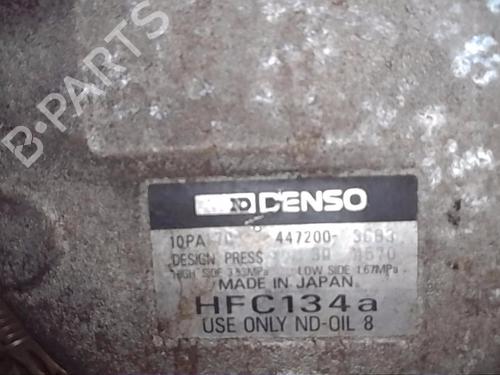 B-PARTS
ND DENSO
10PA 447200-
DESIGN PRESS
HIGH SIDE 3.53MPa LOW SIDE 1.67MPa
MADE IN JAPAN
HFC134a
USE ONLY ND-OIL 8